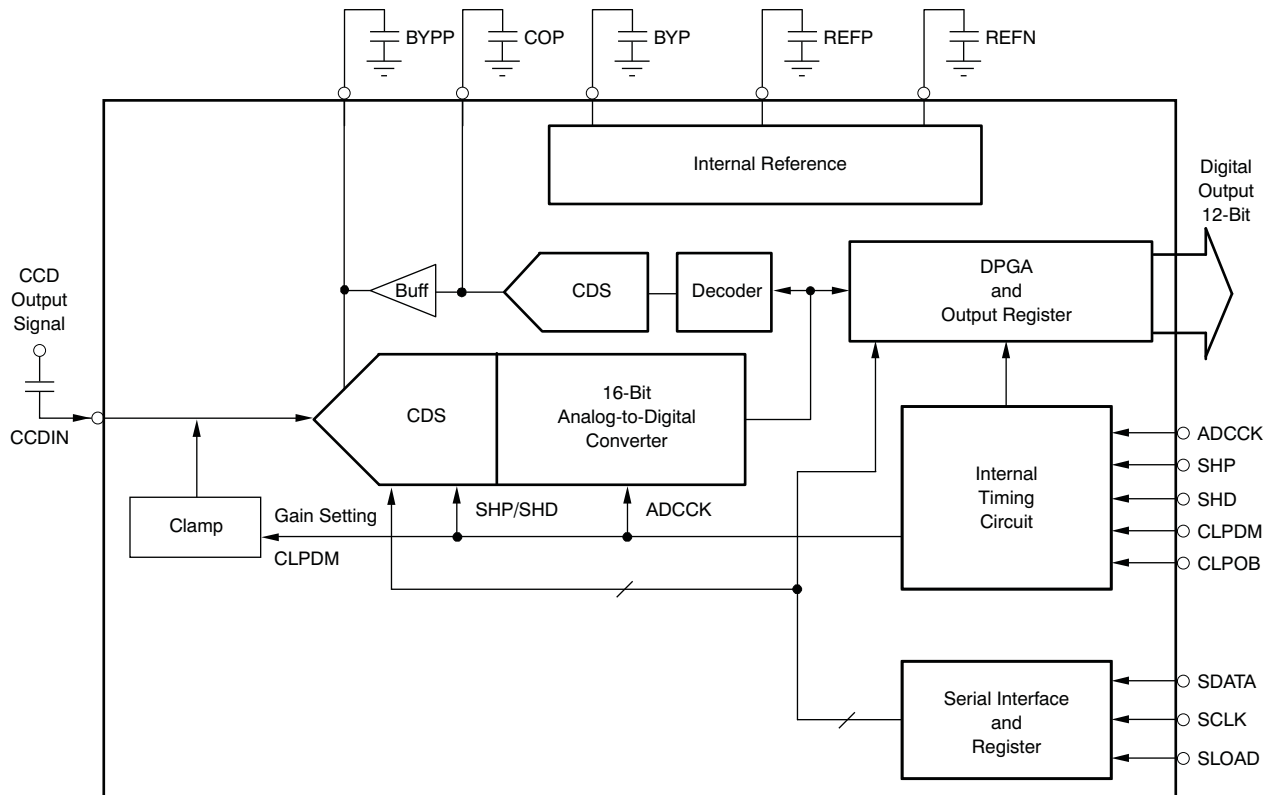 BYPP
COP
BYP
REFP
REFN
Internal Reference
Digital
Output
12-Bit
CCD
Output
Signal
Buff
CDS
Decoder
DPGA
and
Output Register
CCDIN
CDS
16-Bit
Analog-to-Digital
Converter
Internal
Timing
Circuit
ADCCK
SHP
SHD
CLPDM
CLPOB
Clamp
Gain Setting
CLPDM
SHP/SHD
ADCCK
Serial Interface
and
Register
SDATA
SCLK
SLOAD